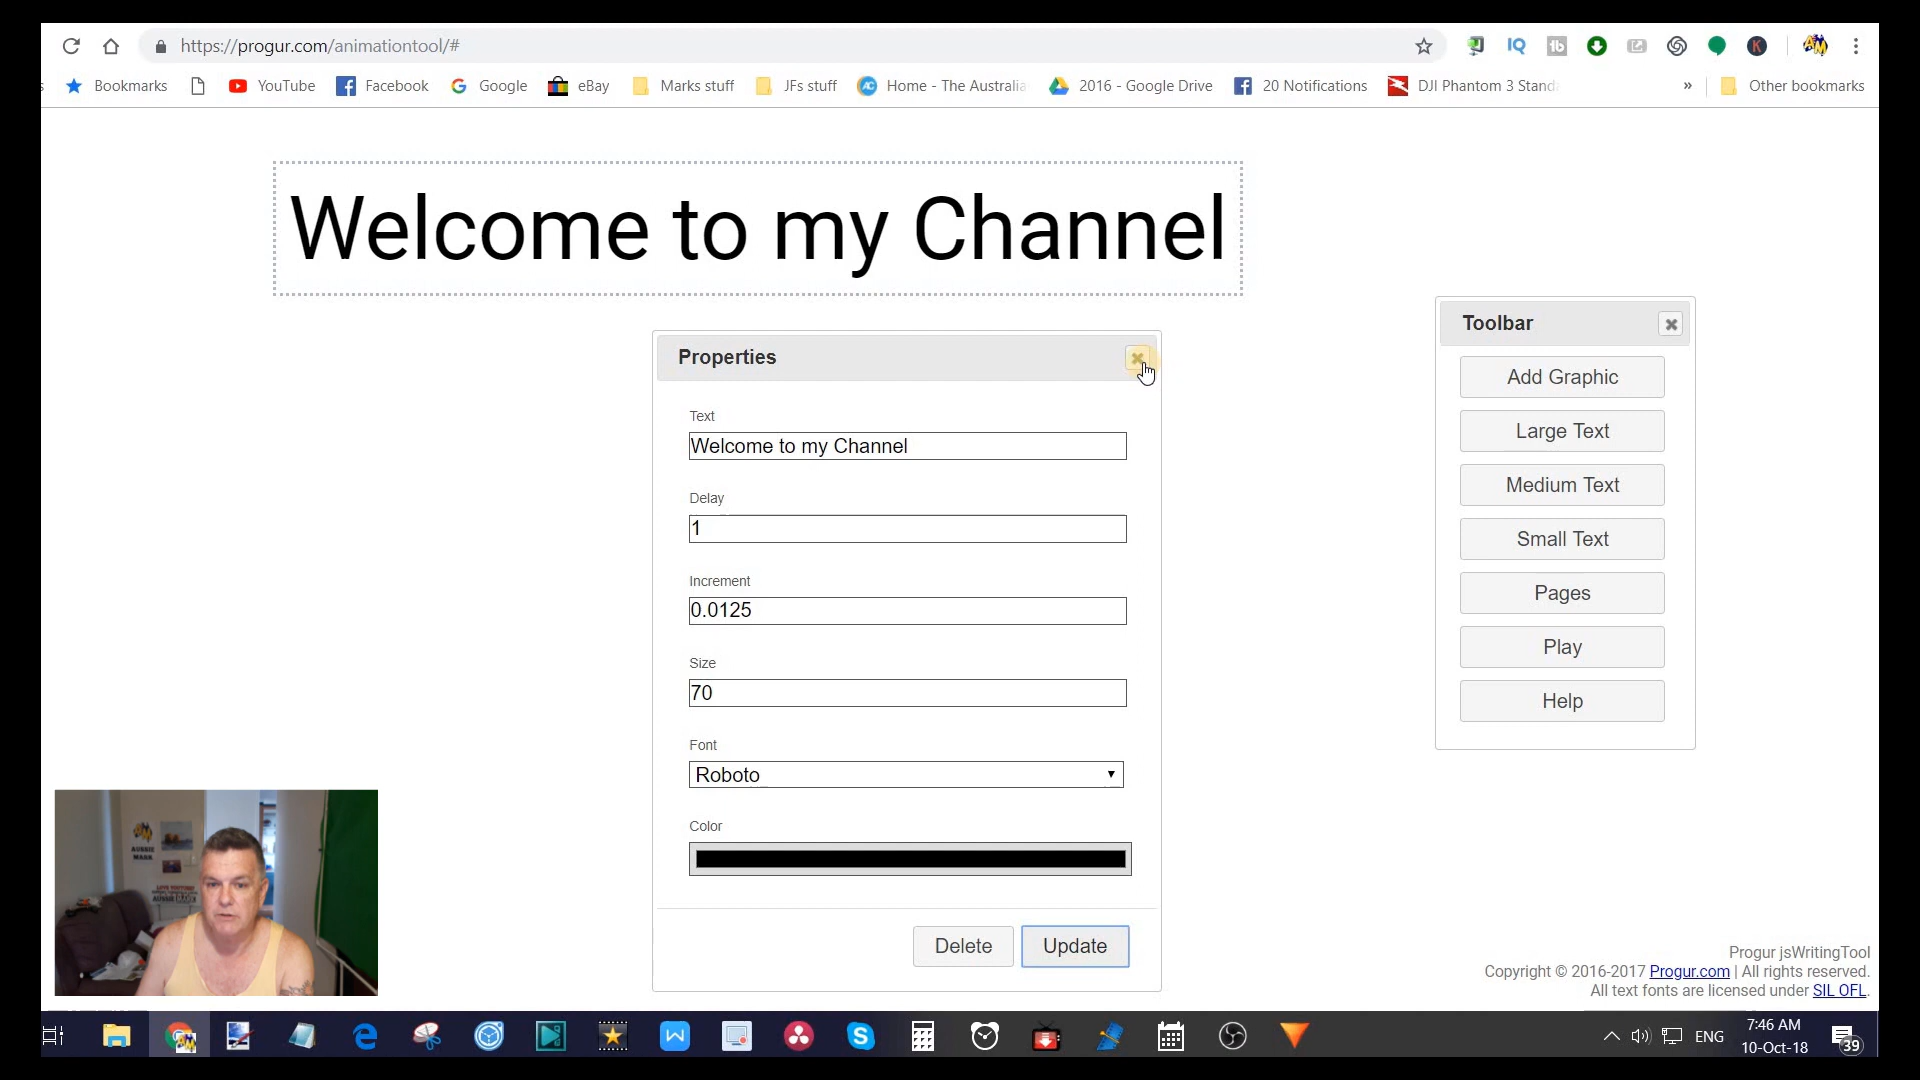 https://progur.com/animationtool/#
Bookmarks YouTube Facebook Google eBay Marks stuff JFs stuff Home - The Australia 2016 - Google Drive 20 Notifications DJI Phantom 3 Stand » Other bookmarks
Welcome to my Channel
Properties
Text
Welcome to my Channel
Delay
1
Increment
0.0125
Size
70
Font
Roboto
Color
Delete Update
Toolbar
Add Graphic
Large Text
Medium Text
Small Text
Pages
Play
Help
Progur jsWritingTool
Copyright © 2016-2017 Progur.com | All rights reserved.
All text fonts are licensed under SIL OFL.
AUSSIE
ENG
7:46 AM
10-Oct-18
39